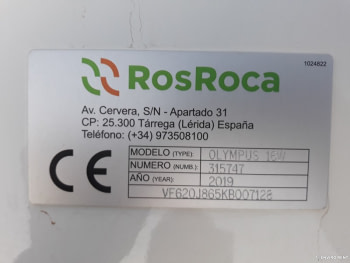 1024822
RosRoca
Av. Cervera, S/N - Apartado 31
CP: 25.300 Tárrega (Lérida) España
Teléfono: (+34) 973508100
MODELO (TYPE): OLYMPUS 16W
NUMERO (NUMB.): 315747
AÑO (YEAR): 2019
VF620J865KB007128
CE